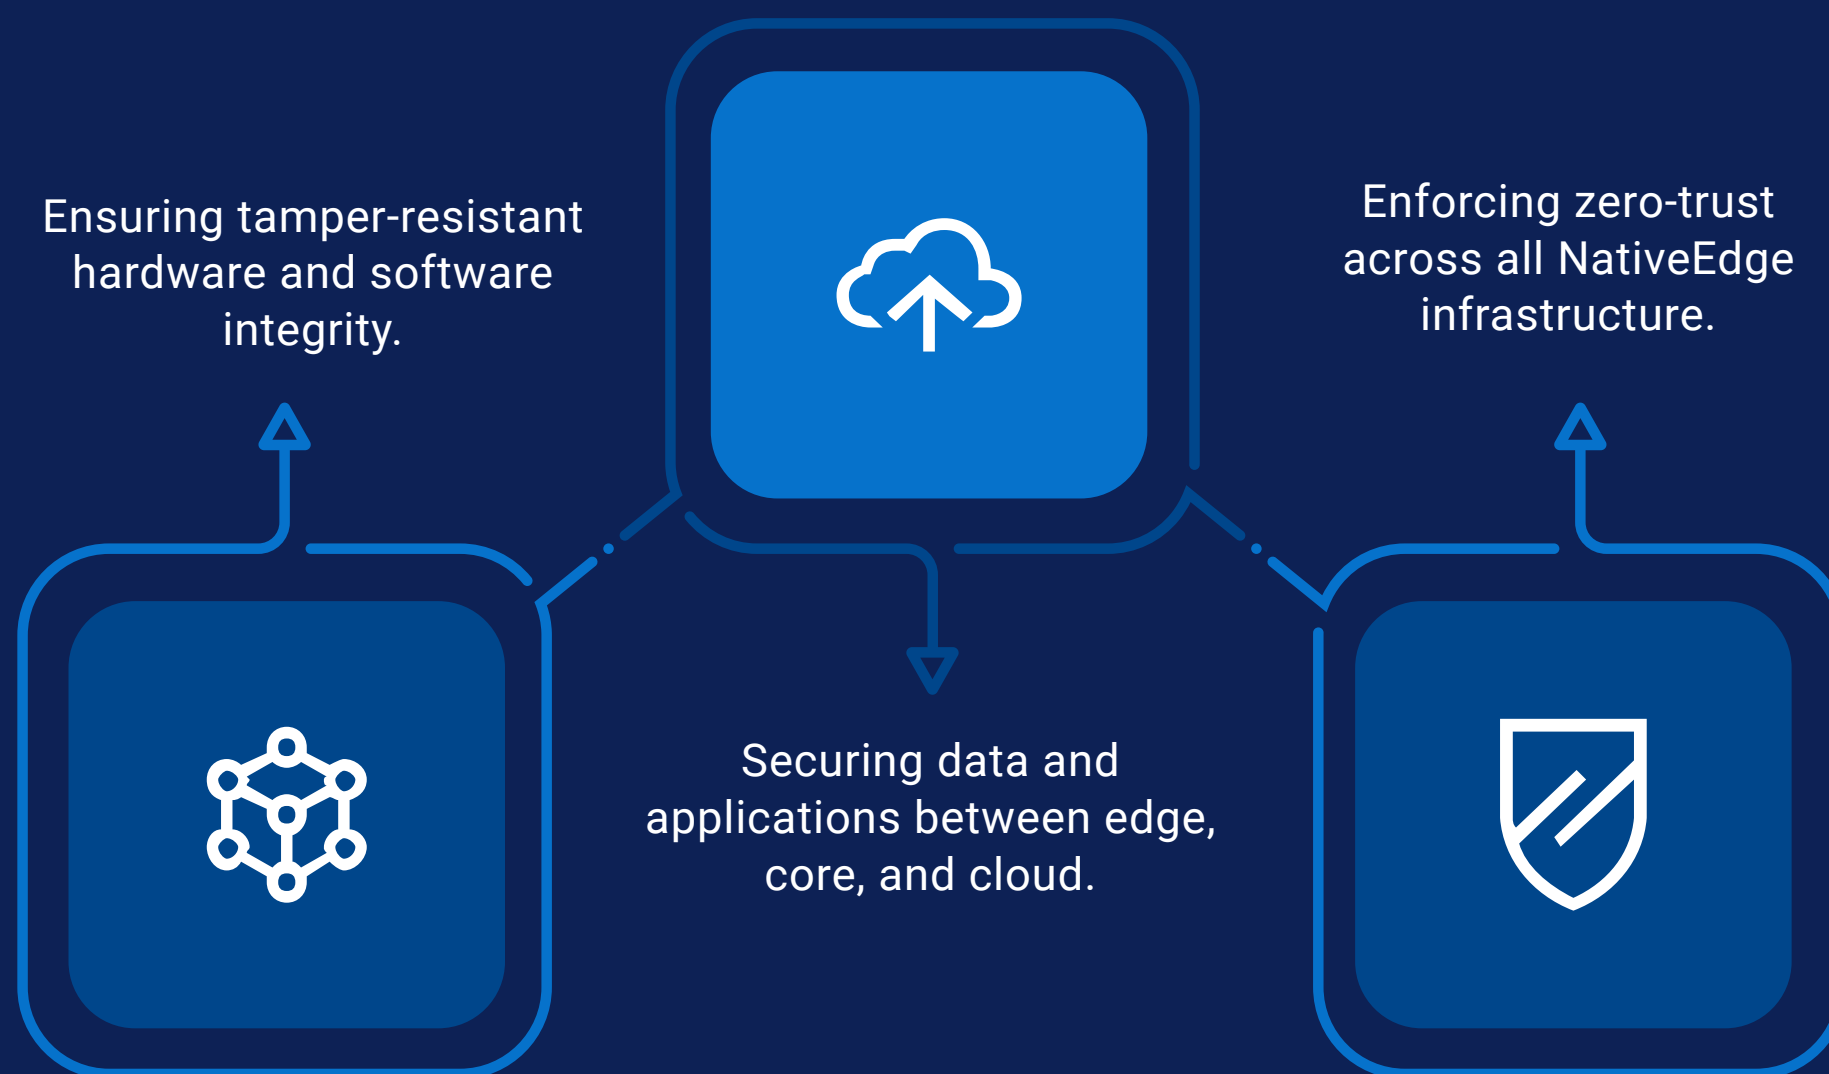 Ensuring tamper-resistant
hardware and software
integrity.
Securing data and
applications between edge,
core, and cloud.
Enforcing zero-trust
across all NativeEdge
infrastructure.